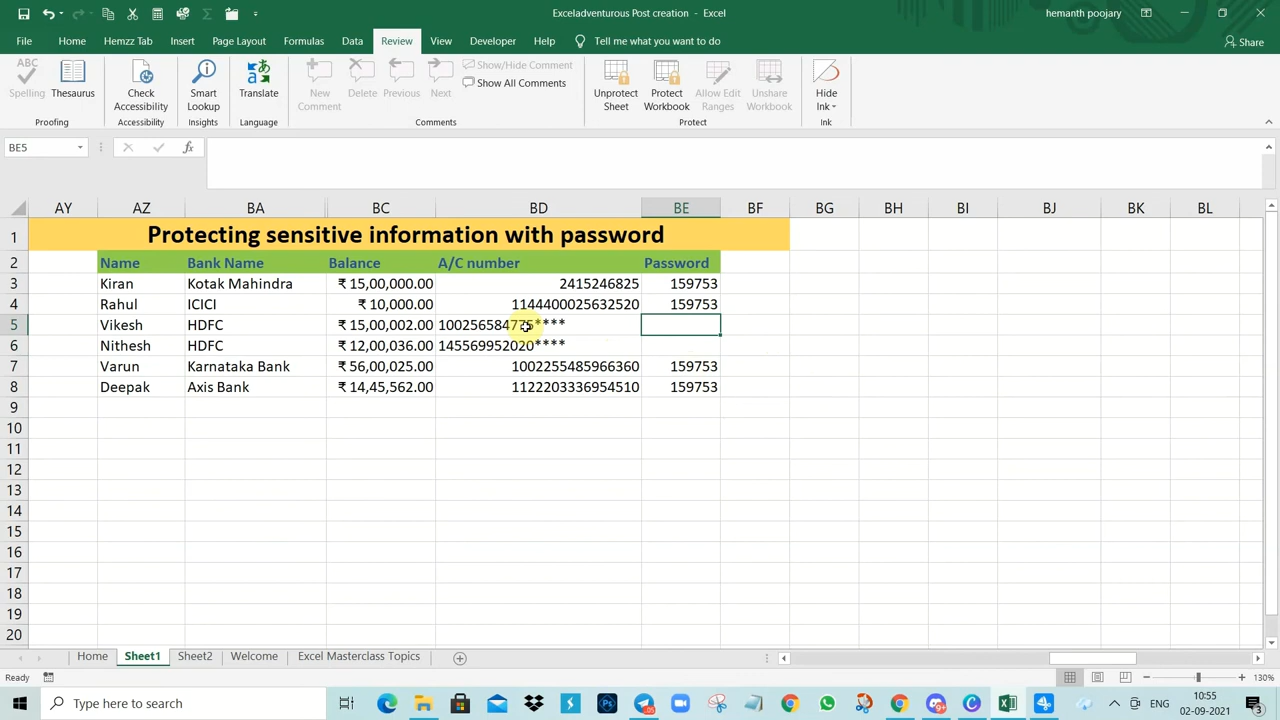 Exceladventurous Post creation - Excel
hemanth poojary
File Home Hemzz Tab Insert Page Layout Formulas Data Review View Developer Help Tell me what you want to do
Share
ABC
Spelling Thesaurus
Check Accessibility
Smart Lookup
Translate
New Comment
Delete Previous Next
Show/Hide Comment
Show All Comments
Unprotect Sheet
Protect Workbook
Allow Edit Ranges
Unshare Workbook
Hide Ink
Proofing Accessibility Insights Language Comments Protect Ink
BE5 fx
AY AZ BA BC BD BE BF BG BH BI BJ BK BL
1 Protecting sensitive information with password
2 Name Bank Name Balance A/C number Password
3 Kiran Kotak Mahindra ₹ 15,00,000.00 2415246825 159753
4 Rahul ICICI ₹ 10,000.00 1144400025632520 159753
5 Vikesh HDFC ₹ 15,00,002.00 100256584775****
6 Nithesh HDFC ₹ 12,00,036.00 145569952020****
7 Varun Karnataka Bank ₹ 56,00,025.00 1002255485966360 159753
8 Deepak Axis Bank ₹ 14,45,562.00 1122203336954510 159753
9
10
11
12
13
14
15
16
17
18
19
20
Home Sheet1 Sheet2 Welcome Excel Masterclass Topics
Ready
130%
Type here to search
ENG
10:55
02-09-2021